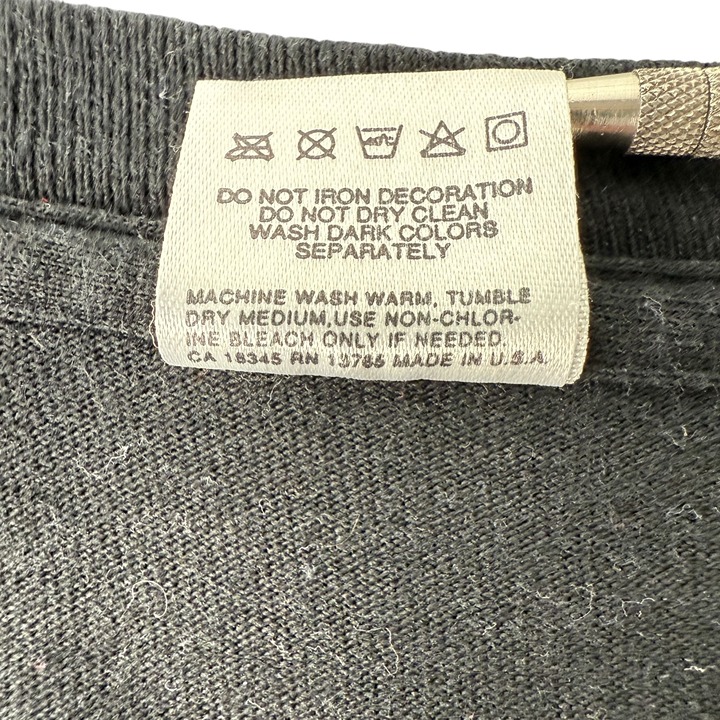 40°C
DO NOT IRON DECORATION
DO NOT DRY CLEAN
WASH DARK COLORS
SEPARATELY
MACHINE WASH WARM, TUMBLE
DRY MEDIUM,USE NON-CHLOR-
INE BLEACH ONLY IF NEEDED.
CA 18345 RN 13765 MADE IN U.S.A.